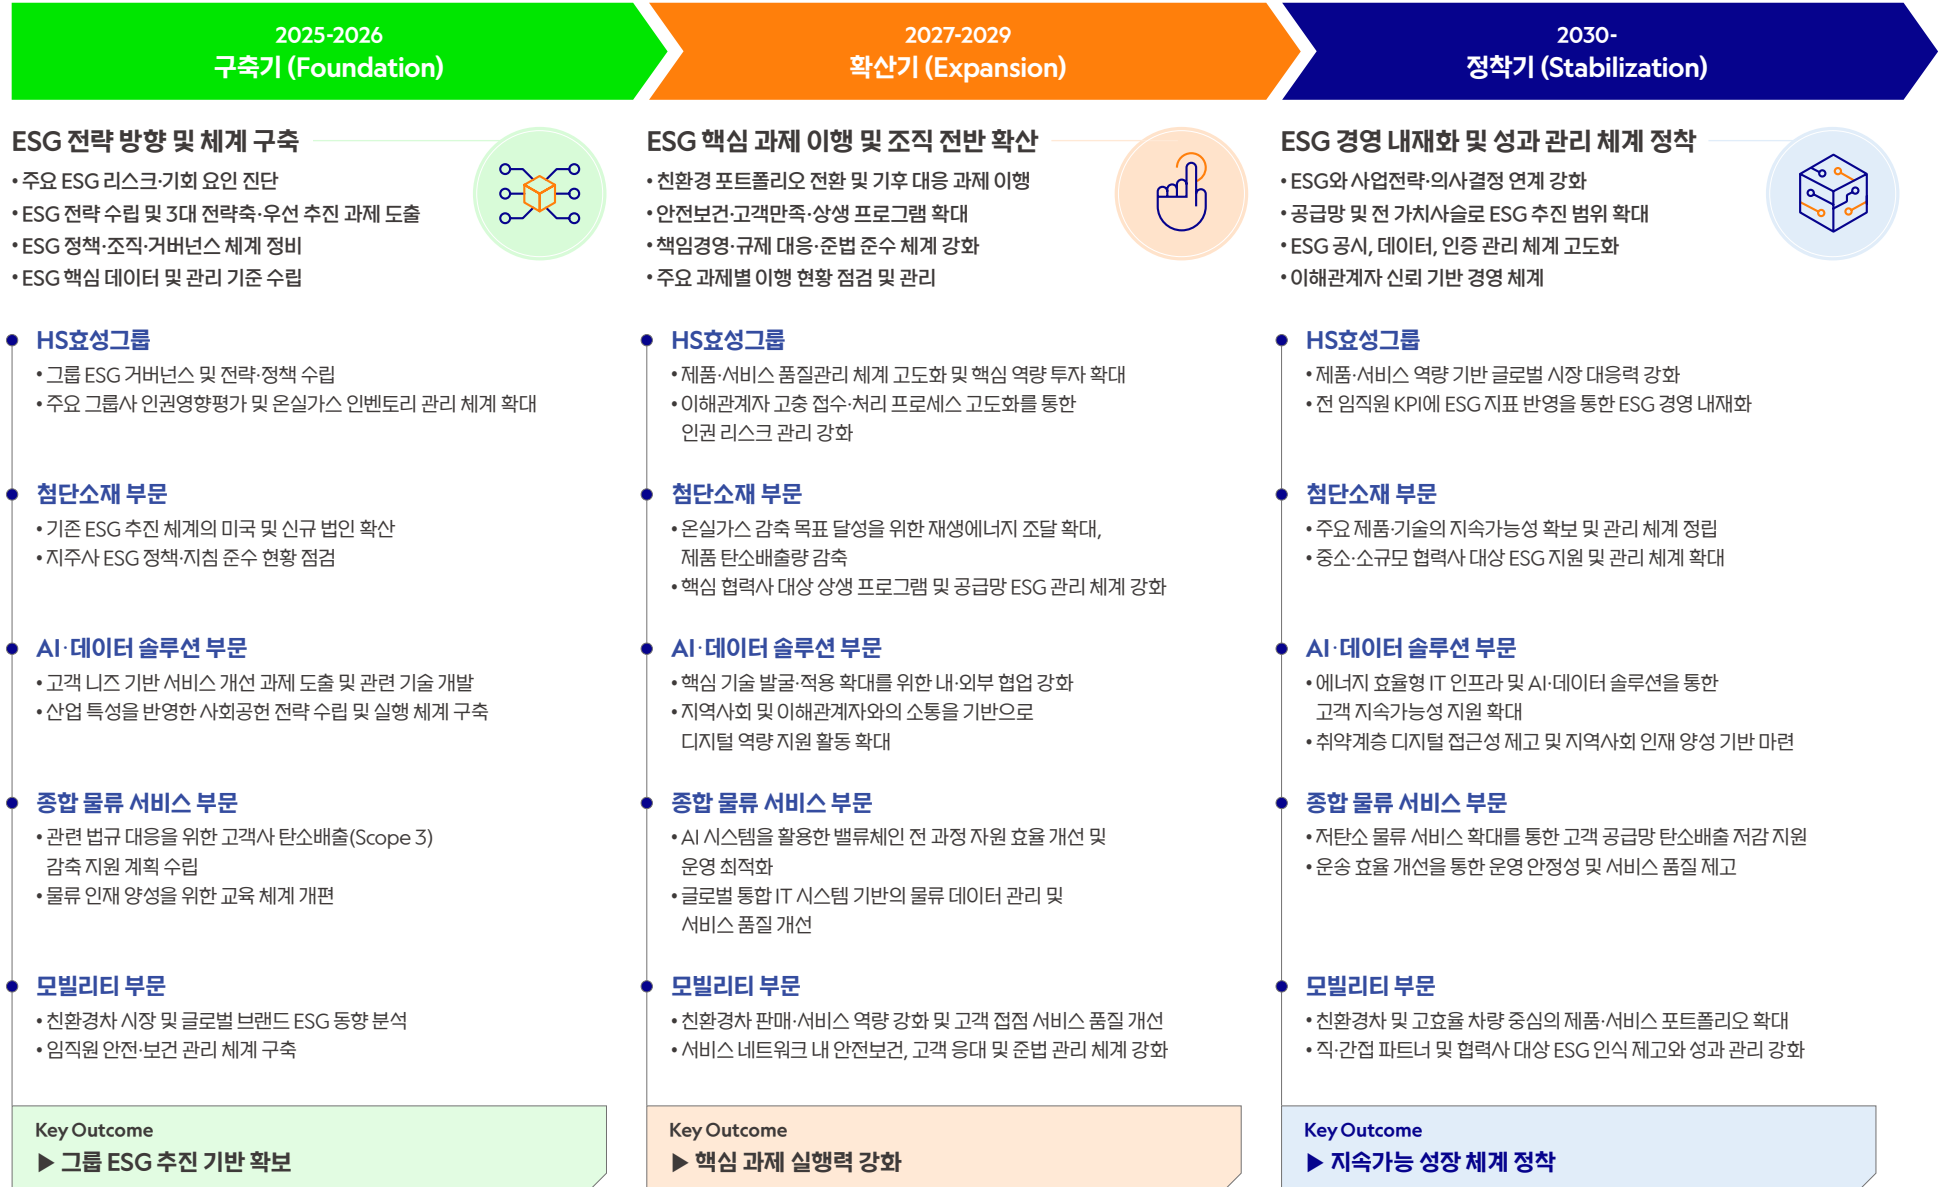 2025-2026
구축기 (Foundation)
ESG 전략 방향 및 체계 구축
• 주요 ESG 리스크·기회 요인 진단
• ESG 전략 수립 및 3대 전략축·우선 추진 과제 도출
• ESG 정책·조직·거버넌스 체계 정비
• ESG 핵심 데이터 및 관리 기준 수립
HS효성그룹
• 그룹 ESG 거버넌스 및 전략·정책 수립
• 주요 그룹사 인권영향평가 및 온실가스 인벤토리 관리 체계 확대
첨단소재 부문
• 기존 ESG 추진 체계의 미국 및 신규 법인 확산
• 지주사 ESG 정책·지침 준수 현황 점검
AI·데이터 솔루션 부문
• 고객 니즈 기반 서비스 개선 과제 도출 및 관련 기술 개발
• 산업 특성을 반영한 사회공헌 전략 수립 및 실행 체계 구축
종합 물류 서비스 부문
• 관련 법규 대응을 위한 고객사 탄소배출(Scope 3)
감축 지원 계획 수립
• 물류 인재 양성을 위한 교육 체계 개편
모빌리티 부문
• 친환경차 시장 및 글로벌 브랜드 ESG 동향 분석
• 임직원 안전·보건 관리 체계 구축
Key Outcome
▶ 그룹 ESG 추진 기반 확보
2027-2029
확산기 (Expansion)
ESG 핵심 과제 이행 및 조직 전반 확산
• 친환경 포트폴리오 전환 및 기후 대응 과제 이행
• 안전보건·고객만족·상생 프로그램 확대
• 책임경영·규제 대응·준법 준수 체계 강화
• 주요 과제별 이행 현황 점검 및 관리
HS효성그룹
• 제품·서비스 품질관리 체계 고도화 및 핵심 역량 투자 확대
• 이해관계자 고충 접수·처리 프로세스 고도화를 통한
인권 리스크 관리 강화
첨단소재 부문
• 온실가스 감축 목표 달성을 위한 재생에너지 조달 확대,
제품 탄소배출량 감축
• 핵심 협력사 대상 상생 프로그램 및 공급망 ESG 관리 체계 강화
AI·데이터 솔루션 부문
• 핵심 기술 발굴·적용 확대를 위한 내·외부 협업 강화
• 지역사회 및 이해관계자와의 소통을 기반으로
디지털 역량 지원 활동 확대
종합 물류 서비스 부문
• AI 시스템을 활용한 밸류체인 전 과정 자원 효율 개선 및
운영 최적화
• 글로벌 통합 IT 시스템 기반의 물류 데이터 관리 및
서비스 품질 개선
모빌리티 부문
• 친환경차 판매·서비스 역량 강화 및 고객 접점 서비스 품질 개선
• 서비스 네트워크 내 안전보건, 고객 응대 및 준법 관리 체계 강화
Key Outcome
▶ 핵심 과제 실행력 강화
2030-
정착기 (Stabilization)
ESG 경영 내재화 및 성과 관리 체계 정착
• ESG와 사업전략·의사결정 연계 강화
• 공급망 및 전 가치사슬로 ESG 추진 범위 확대
• ESG 공시, 데이터, 인증 관리 체계 고도화
• 이해관계자 신뢰 기반 경영 체계
HS효성그룹
• 제품·서비스 역량 기반 글로벌 시장 대응력 강화
• 전 임직원 KPI에 ESG 지표 반영을 통한 ESG 경영 내재화
첨단소재 부문
• 주요 제품·기술의 지속가능성 확보 및 관리 체계 정립
• 중소·소규모 협력사 대상 ESG 지원 및 관리 체계 확대
AI·데이터 솔루션 부문
• 에너지 효율형 IT 인프라 및 AI·데이터 솔루션을 통한
고객 지속가능성 지원 확대
• 취약계층 디지털 접근성 제고 및 지역사회 인재 양성 기반 마련
종합 물류 서비스 부문
• 저탄소 물류 서비스 확대를 통한 고객 공급망 탄소배출 저감 지원
• 운송 효율 개선을 통한 운영 안정성 및 서비스 품질 제고
모빌리티 부문
• 친환경차 및 고효율 차량 중심의 제품·서비스 포트폴리오 확대
• 직·간접 파트너 및 협력사 대상 ESG 인식 제고와 성과 관리 강화
Key Outcome
▶ 지속가능 성장 체계 정착